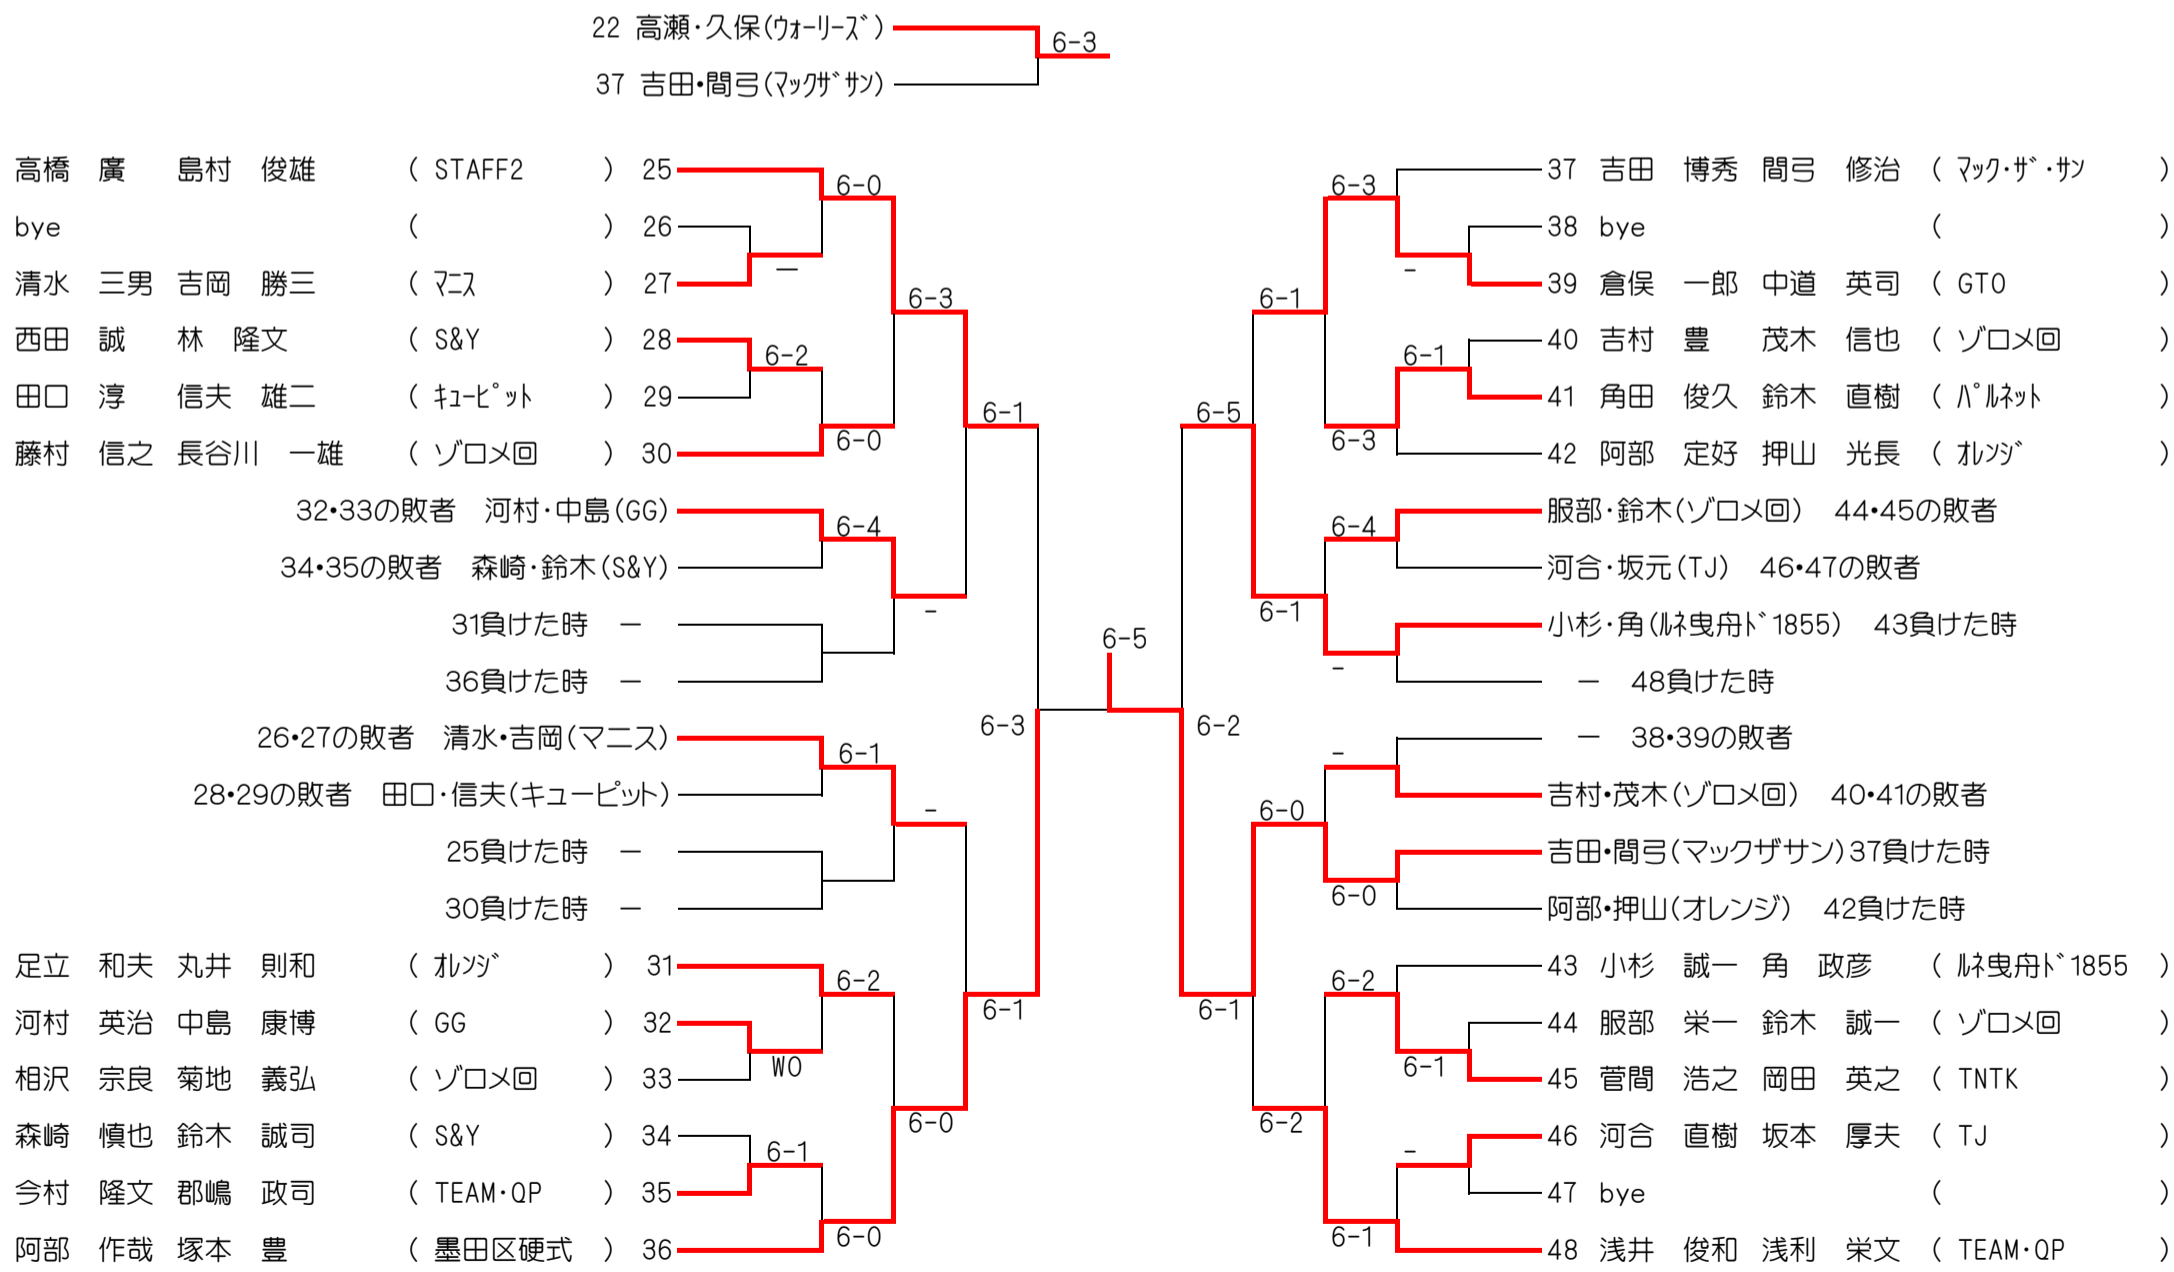 22 高瀬・久保(ｳｫｰﾘｰｽﾞ)
6-3
37 吉田・間弓(ﾏｯｸｻﾞｻﾝ)
高橋 廣 島村 俊雄 ( STAFF2 ) 25
6-0
6-3
37 吉田 博秀 間弓 修治 ( ﾏｯｸ・ｻﾞ・ｻﾝ )
bye ( ) 26
38 bye ( )
―
-
清水 三男 吉岡 勝三 ( ﾏﾆｽ ) 27
6-3
6-1
39 倉俣 一郎 中道 英司 ( GTO )
西田 誠 林 隆文 ( S&Y ) 28
6-2
6-1
40 吉村 豊 茂木 信也 ( ゾロメ回 )
田口 淳 信夫 雄二 ( ｷｭｰﾋﾟｯﾄ ) 29
6-1
6-5
41 角田 俊久 鈴木 直樹 ( ﾊﾟﾙﾈｯﾄ )
6-0
6-3
藤村 信之 長谷川 一雄 ( ゾロメ回 ) 30
42 阿部 定好 押山 光長 ( ｵﾚﾝｼﾞ )
32・33の敗者 河村・中島(GG)
6-4
6-4
服部・鈴木(ゾロメ回) 44・45の敗者
34・35の敗者 森崎・鈴木(S&Y)
河合・坂元(TJ) 46・47の敗者
-
6-1
31負けた時 ―
6-5
小杉・角(ﾙﾈ曳舟ﾄﾞ1855) 43負けた時
-
36負けた時 ―
― 48負けた時
6-3
6-2
26・27の敗者 清水・吉岡(マニス)
6-1
-
― 38・39の敗者
28・29の敗者 田口・信夫(キューピット)
-
6-0
吉村・茂木(ゾロメ回) 40・41の敗者
25負けた時 ―
吉田・間弓(マックザサン)37負けた時
6-0
30負けた時 ―
阿部・押山(オレンジ) 42負けた時
足立 和夫 丸井 則和 ( ｵﾚﾝｼﾞ ) 31
6-2
6-2
43 小杉 誠一 角 政彦 ( ﾙﾈ曳舟ﾄﾞ1855 )
6-1
6-1
河村 英治 中島 康博 ( GG ) 32
44 服部 栄一 鈴木 誠一 ( ゾロメ回 )
WO
6-1
相沢 宗良 菊地 義弘 ( ゾロメ回 ) 33
45 菅間 浩之 岡田 英之 ( TNTK )
6-0
6-2
森崎 慎也 鈴木 誠司 ( S&Y ) 34
6-1
-
46 河合 直樹 坂本 厚夫 ( TJ )
今村 隆文 郡嶋 政司 ( TEAM・QP ) 35
47 bye ( )
6-0
6-1
阿部 作哉 塚本 豊 ( 墨田区硬式 ) 36
48 浅井 俊和 浅利 栄文 ( TEAM・QP )